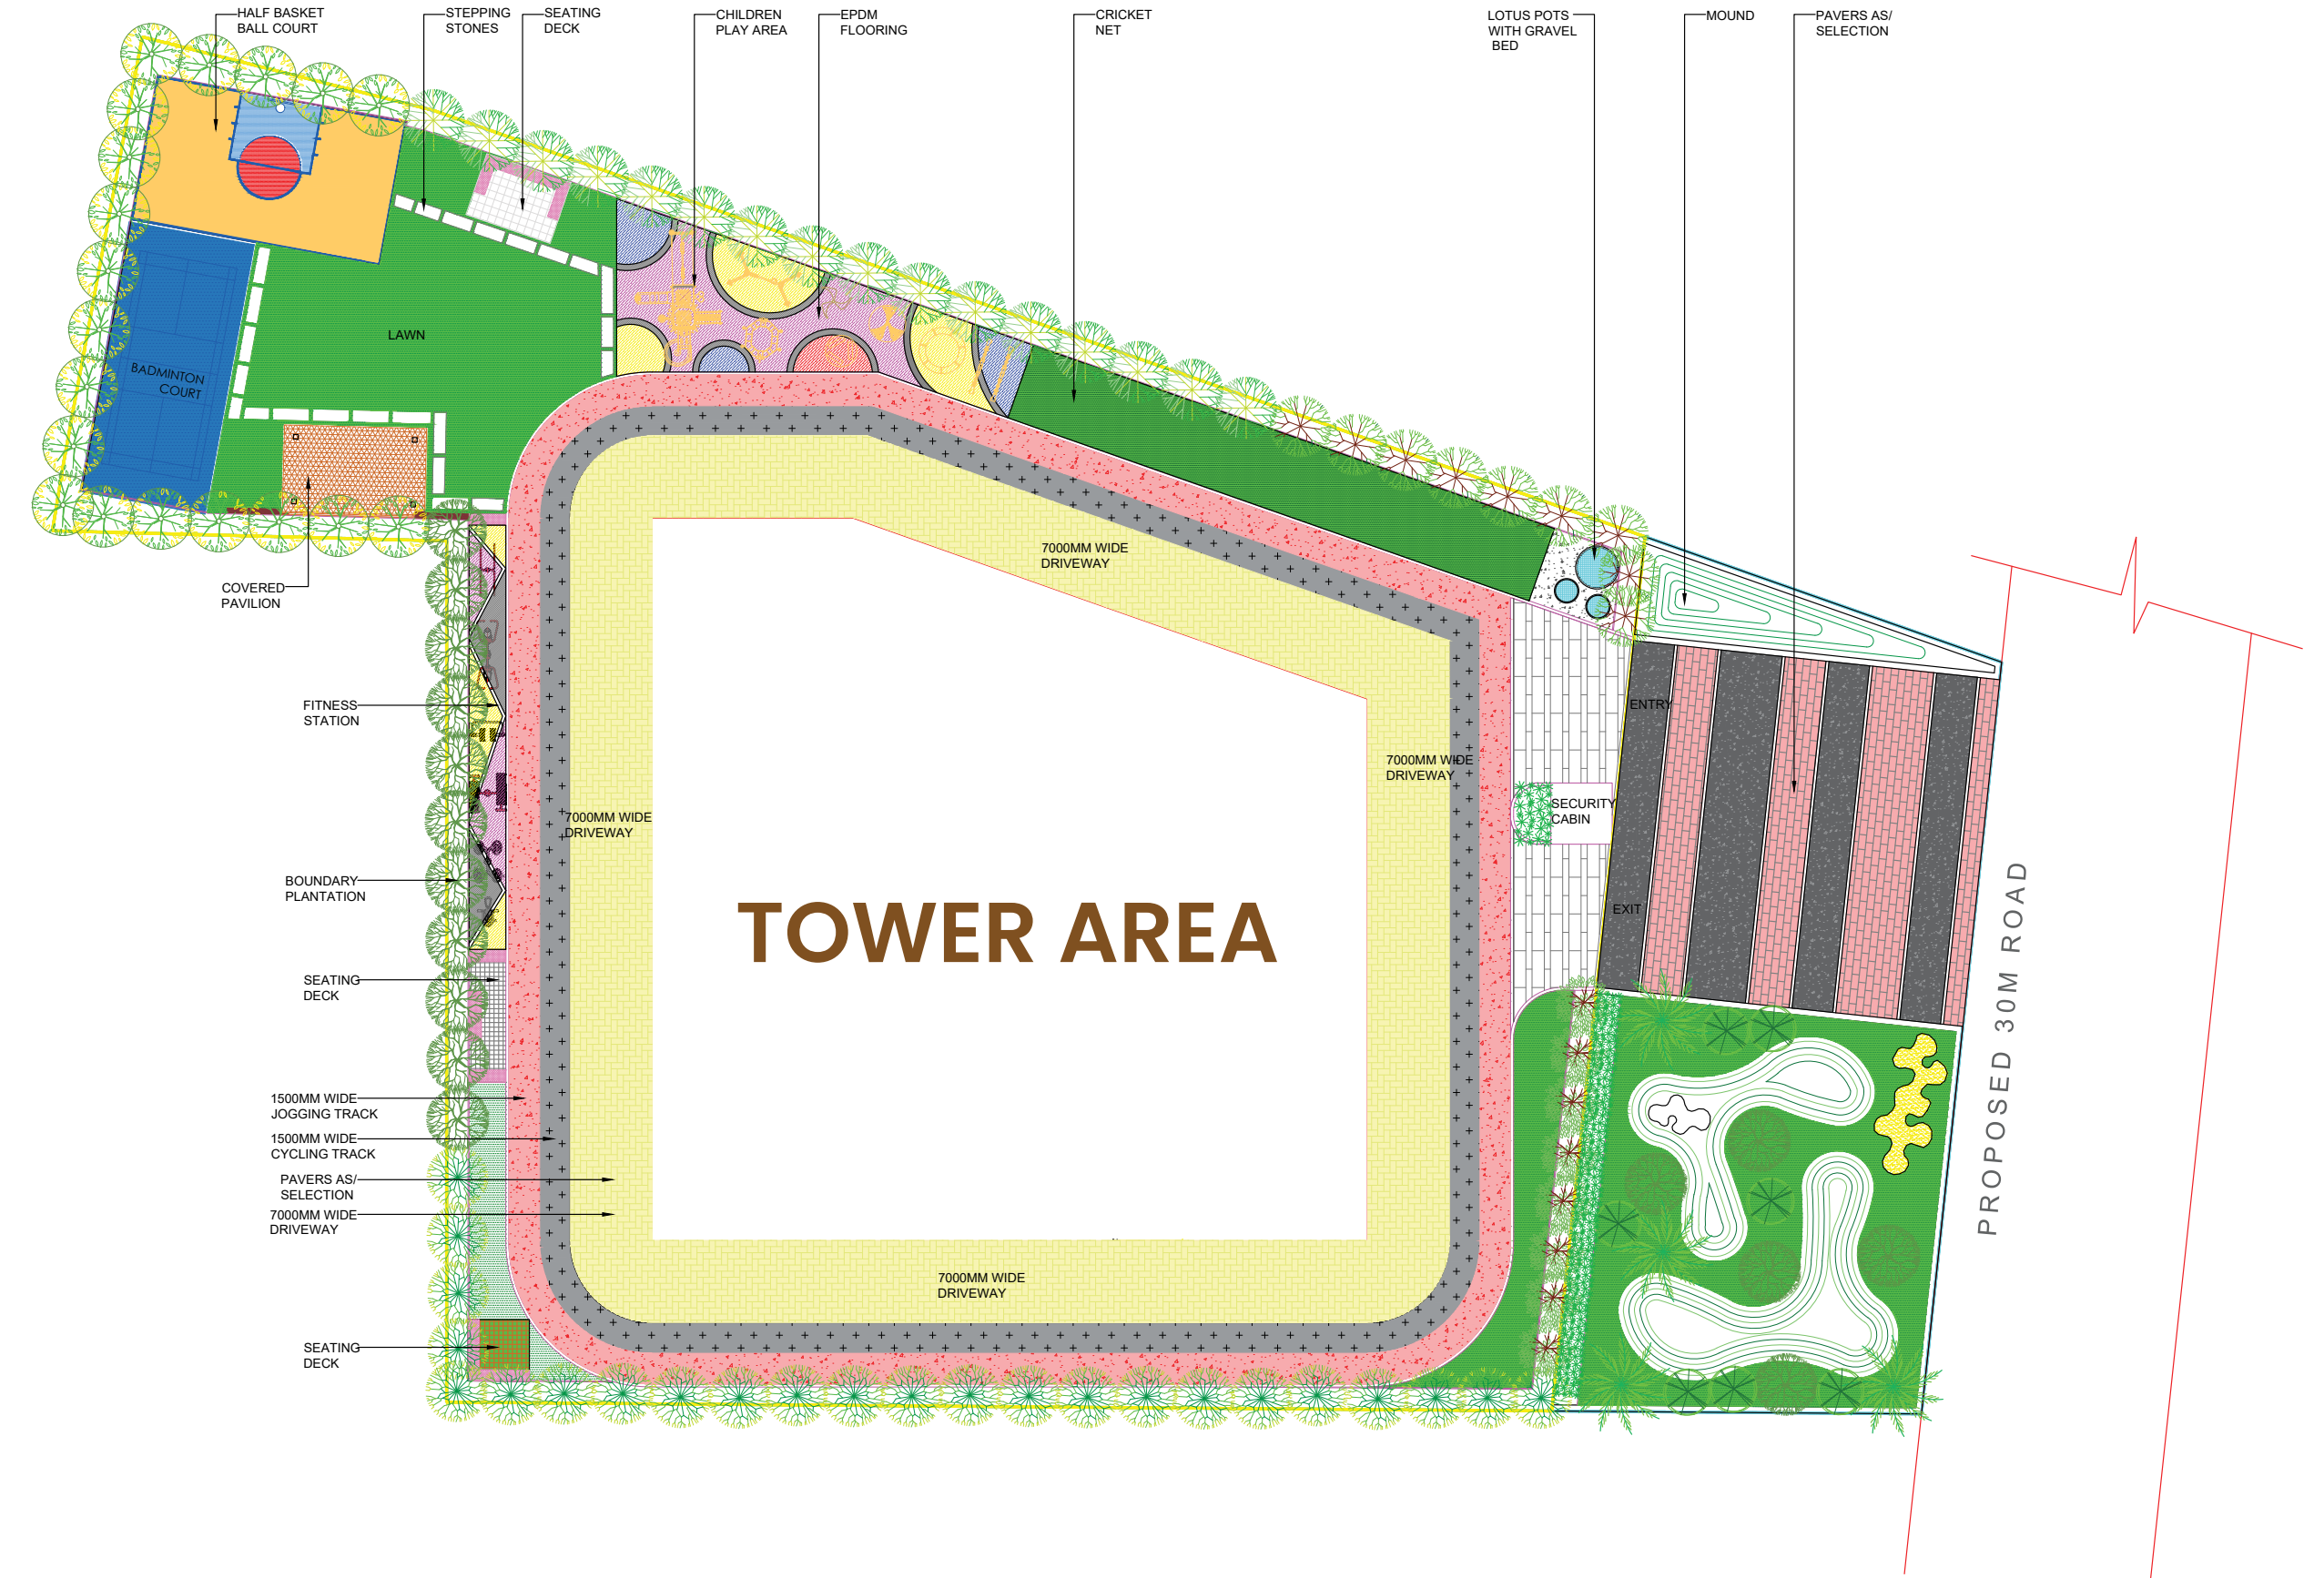 HALF BASKET
BALL COURT
STEPPING
STONES
SEATING
DECK
CHILDREN
PLAY AREA
EPDM
FLOORING
CRICKET
NET
LOTUS POTS
WITH GRAVEL
BED
MOUND
PAVERS AS/
SELECTION
LAWN
BADMINTON
COURT
COVERED
PAVILION
7000MM WIDE
DRIVEWAY
FITNESS
STATION
ENTRY
7000MM WIDE
DRIVEWAY
SECURITY
CABIN
7000MM WIDE
DRIVEWAY
BOUNDARY
PLANTATION
TOWER AREA
EXIT
PROPOSED 30M ROAD
SEATING
DECK
1500MM WIDE
JOGGING TRACK
1500MM WIDE
CYCLING TRACK
PAVERS AS/
SELECTION
7000MM WIDE
DRIVEWAY
7000MM WIDE
DRIVEWAY
SEATING
DECK